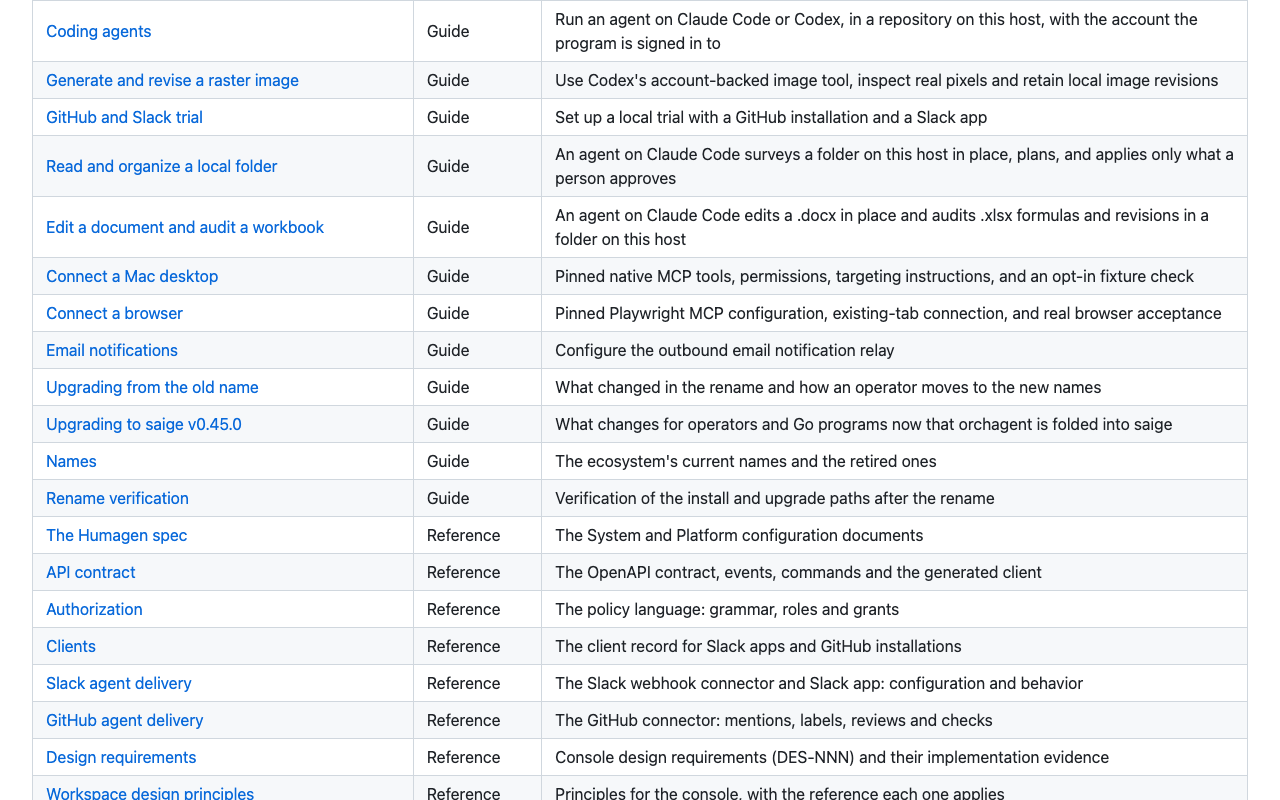 Coding agents Guide Run an agent on Claude Code or Codex, in a repository on this host, with the account the
program is signed in to
Generate and revise a raster image Guide Use Codex's account-backed image tool, inspect real pixels and retain local image revisions
GitHub and Slack trial Guide Set up a local trial with a GitHub installation and a Slack app
Read and organize a local folder Guide An agent on Claude Code surveys a folder on this host in place, plans, and applies only what a
person approves
Edit a document and audit a workbook Guide An agent on Claude Code edits a .docx in place and audits .xlsx formulas and revisions in a
folder on this host
Connect a Mac desktop Guide Pinned native MCP tools, permissions, targeting instructions, and an opt-in fixture check
Connect a browser Guide Pinned Playwright MCP configuration, existing-tab connection, and real browser acceptance
Email notifications Guide Configure the outbound email notification relay
Upgrading from the old name Guide What changed in the rename and how an operator moves to the new names
Upgrading to saige v0.45.0 Guide What changes for operators and Go programs now that orchagent is folded into saige
Names Guide The ecosystem's current names and the retired ones
Rename verification Guide Verification of the install and upgrade paths after the rename
The Humagen spec Reference The System and Platform configuration documents
API contract Reference The OpenAPI contract, events, commands and the generated client
Authorization Reference The policy language: grammar, roles and grants
Clients Reference The client record for Slack apps and GitHub installations
Slack agent delivery Reference The Slack webhook connector and Slack app: configuration and behavior
GitHub agent delivery Reference The GitHub connector: mentions, labels, reviews and checks
Design requirements Reference Console design requirements (DES-NNN) and their implementation evidence
Workspace design principles Reference Principles for the console, with the reference each one applies